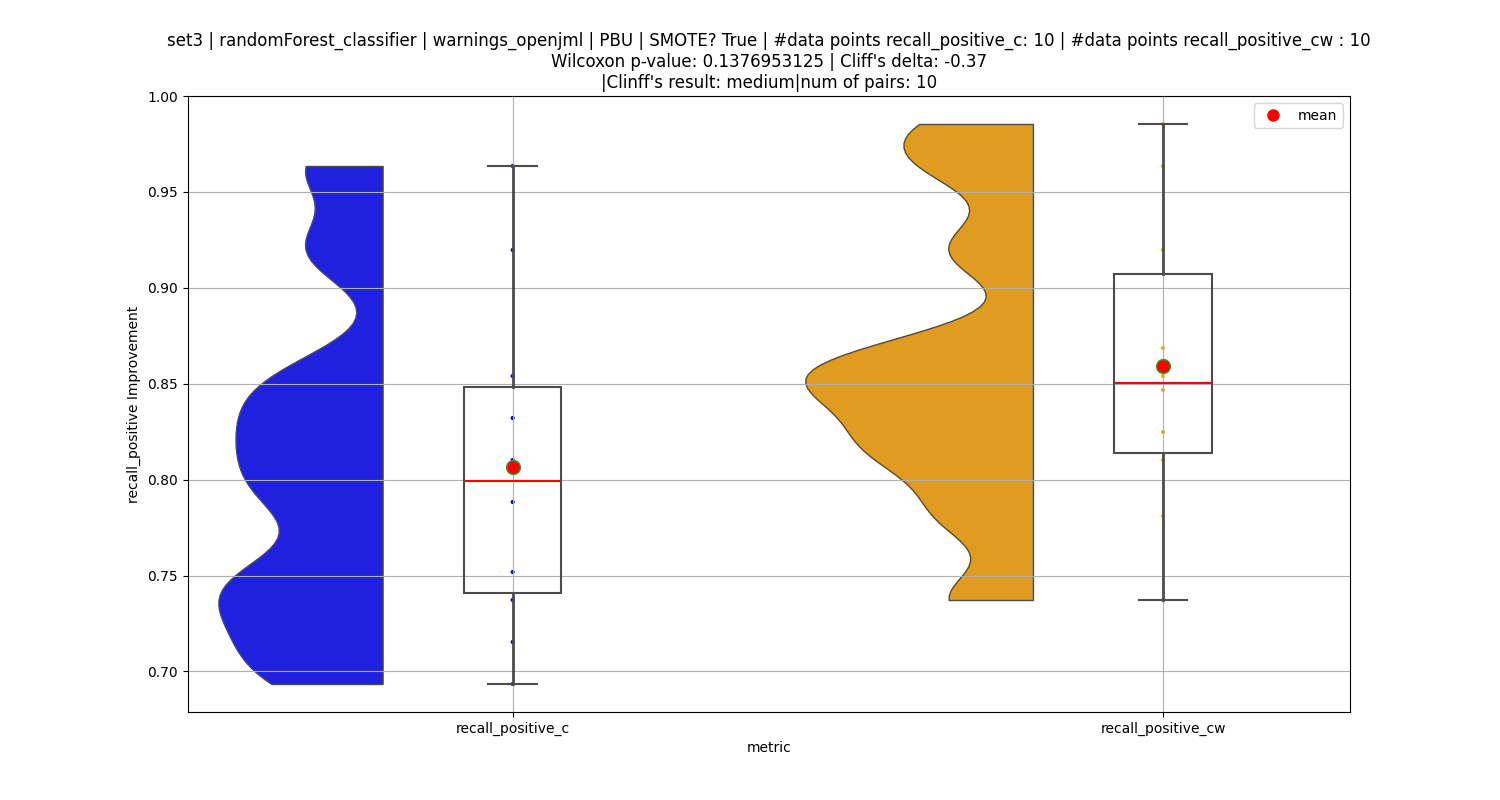 set3 | randomForest_classifier | warnings_openjml | PBU | SMOTE? True | #data points recall_positive_c: 10 | #data points recall_positive_cw : 10
Wilcoxon p-value: 0.1376953125 | Cliff's delta: -0.37
|Clinff's result: medium|num of pairs: 10
mean
1.00
0.95
0.90
0.85
0.80
0.75
0.70
recall_positive Improvement
recall_positive_c
recall_positive_cw
metric